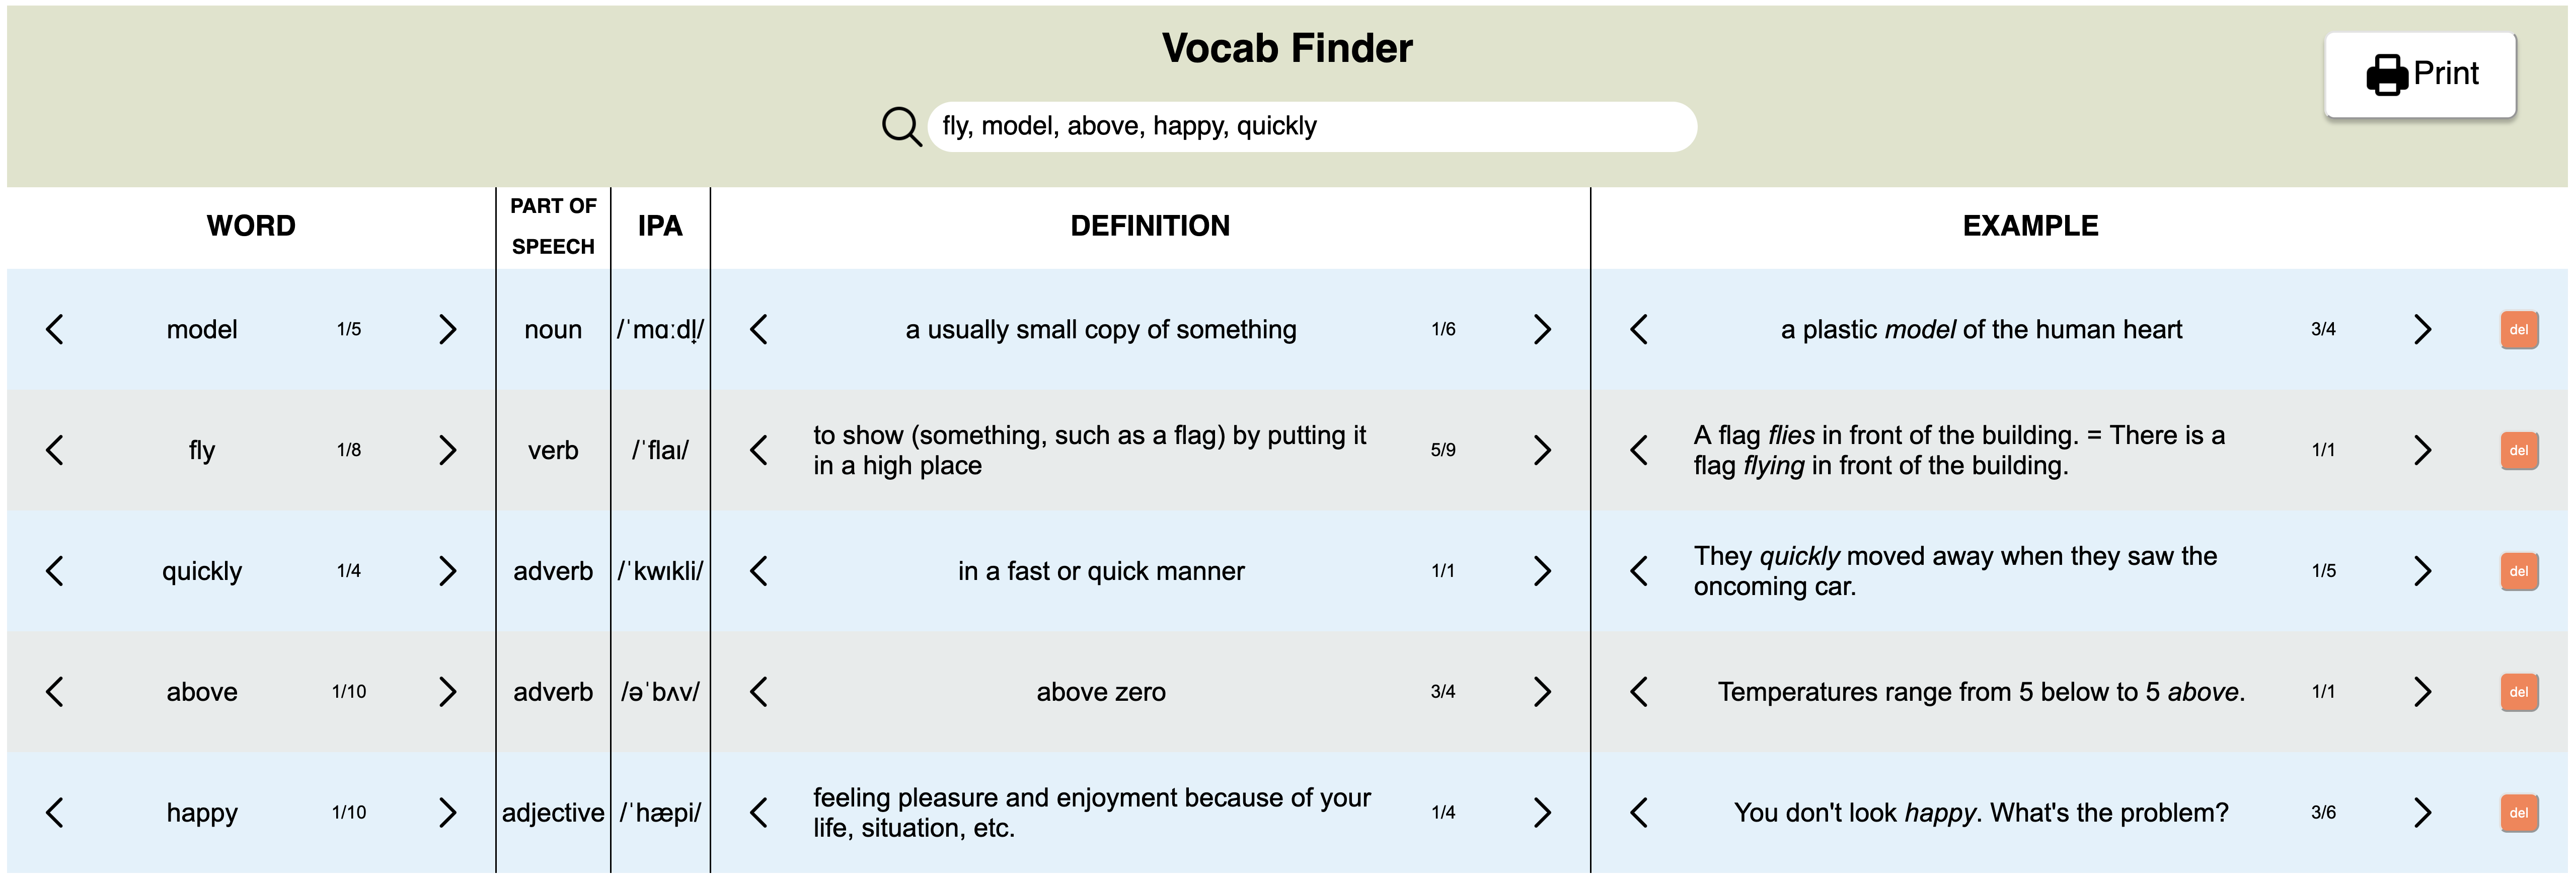 Vocab Finder
Print
fly, model, above, happy, quickly
WORD
PART OF
SPEECH
IPA
DEFINITION
EXAMPLE
model 1/5 noun /ˈmɑːdl̟/ a usually small copy of something 1/6 a plastic model of the human heart 3/4 del
fly 1/8 verb /ˈflaɪ/ to show (something, such as a flag) by putting it
in a high place 5/9 A flag flies in front of the building. = There is a
flag flying in front of the building. 1/1 del
quickly 1/4 adverb /ˈkwɪkli/ in a fast or quick manner 1/1 They quickly moved away when they saw the
oncoming car. 1/5 del
above 1/10 adverb /əˈbʌv/ above zero 3/4 Temperatures range from 5 below to 5 above. 1/1 del
happy 1/10 adjective /ˈhæpi/ feeling pleasure and enjoyment because of your
life, situation, etc. 1/4 You don't look happy. What's the problem? 3/6 del